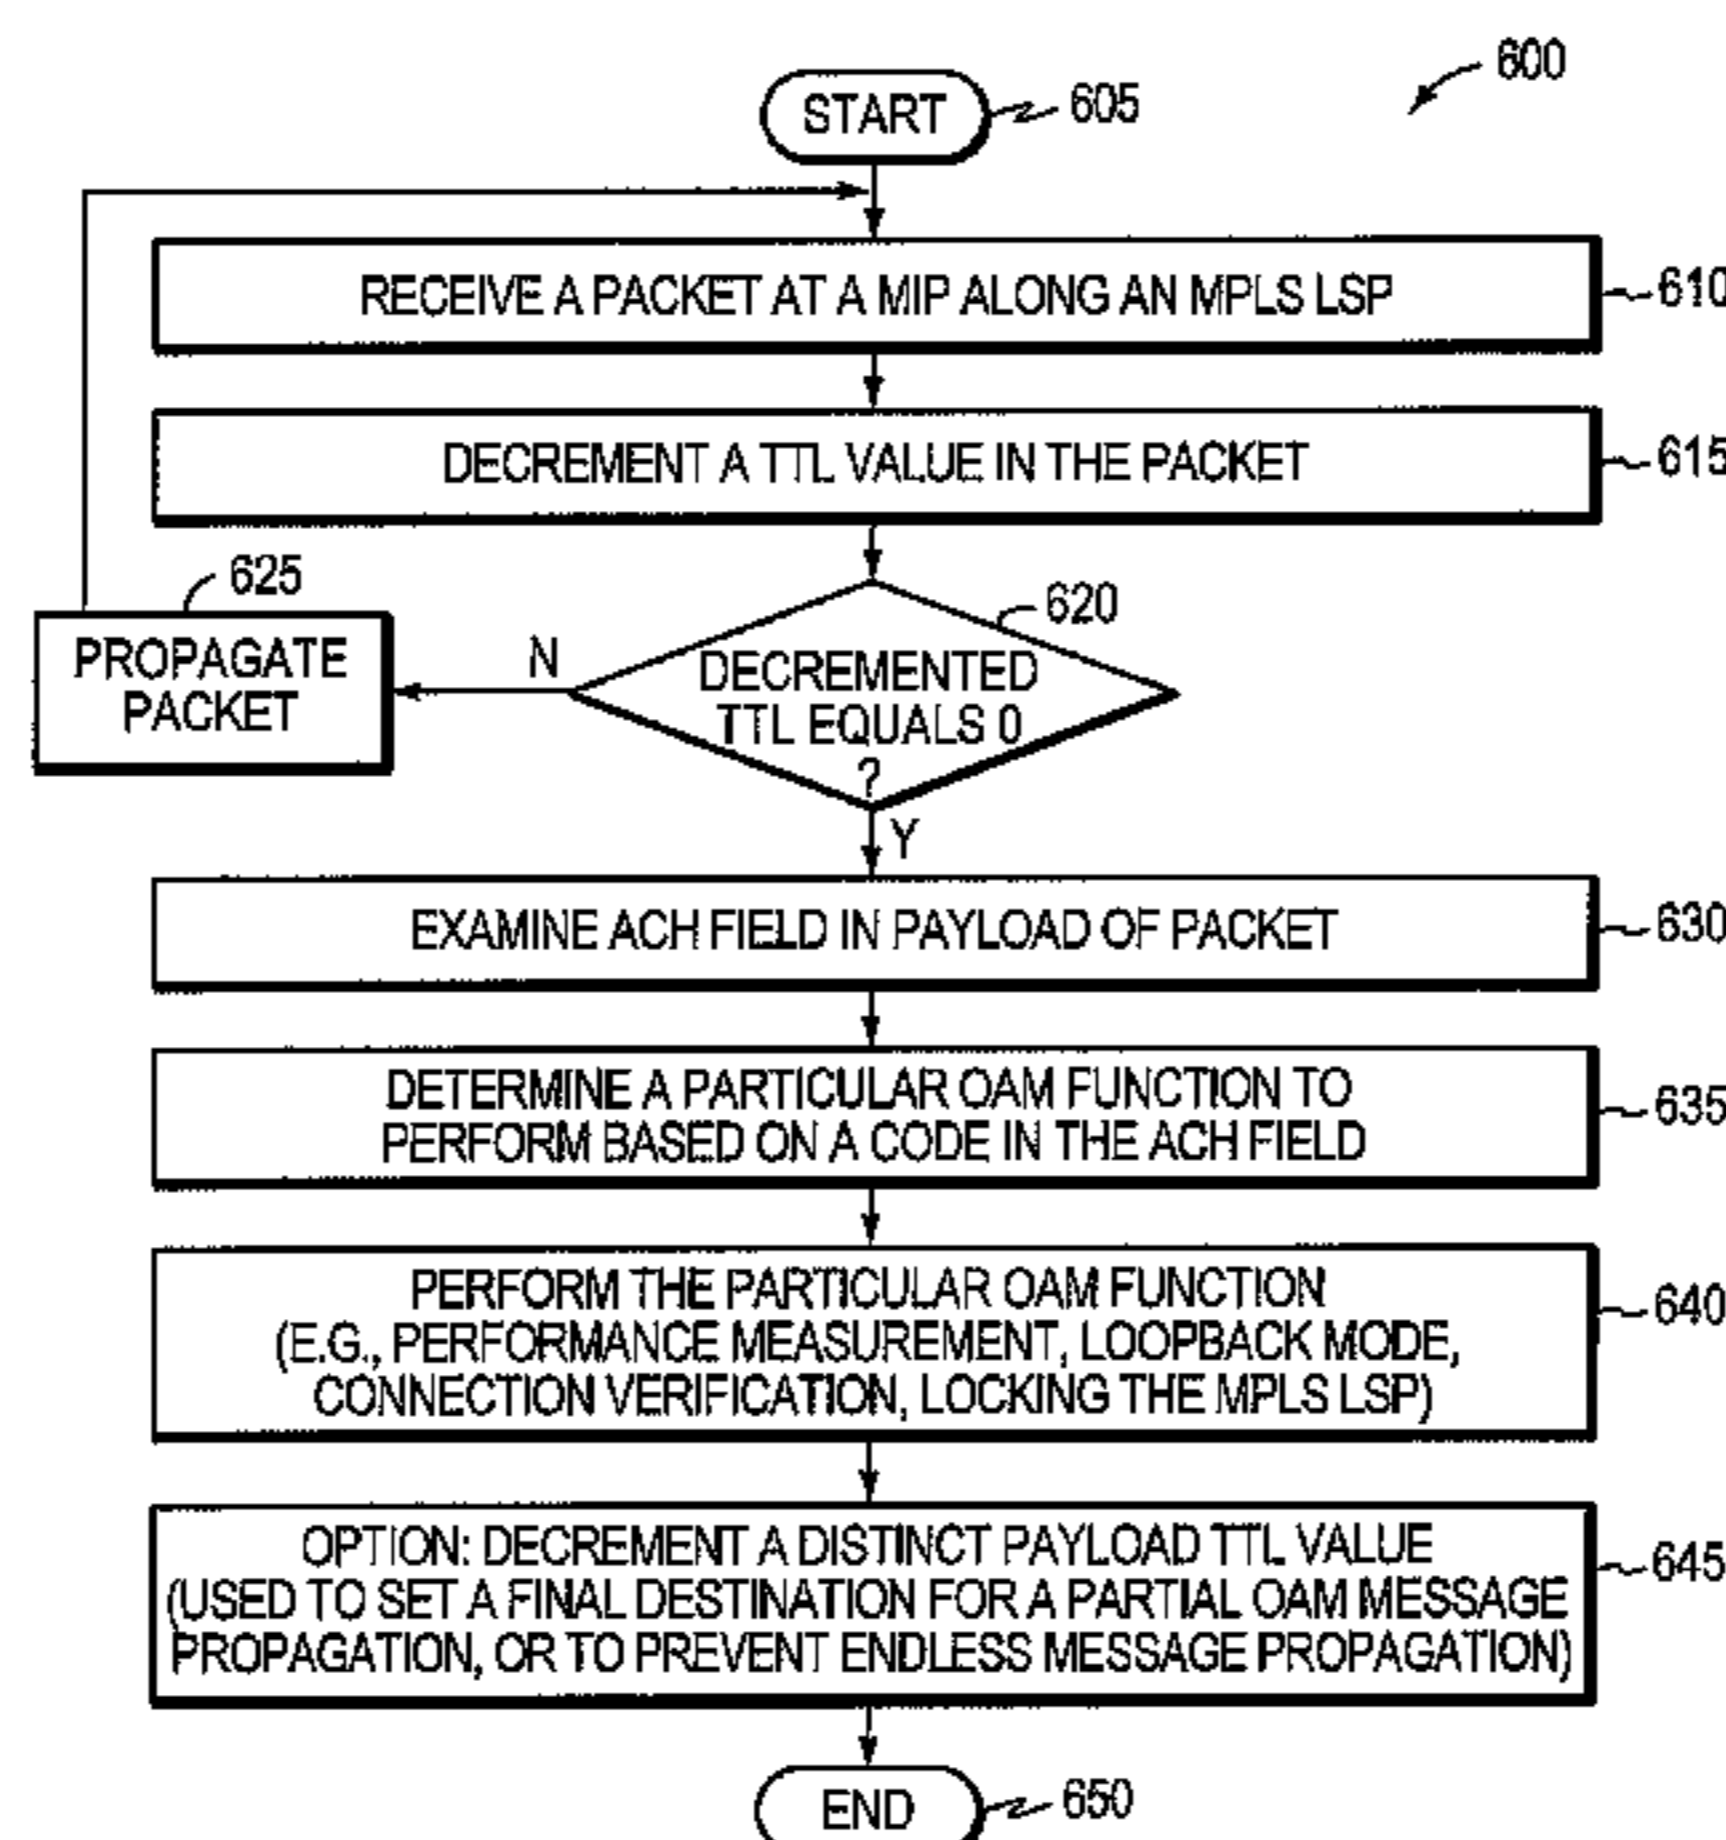 600
START
605
RECEIVE A PACKET AT A MIP ALONG AN MPLS LSP
610
DECREMENT A TTL VALUE IN THE PACKET
615
625
PROPAGATE
PACKET
N
620
DECREMENTED
TTL EQUALS 0
?
Y
EXAMINE ACH FIELD IN PAYLOAD OF PACKET
630
DETERMINE A PARTICULAR OAM FUNCTION TO
PERFORM BASED ON A CODE IN THE ACH FIELD
635
PERFORM THE PARTICULAR OAM FUNCTION
(E.G., PERFORMANCE MEASUREMENT, LOOPBACK MODE,
CONNECTION VERIFICATION, LOCKING THE MPLS LSP)
640
OPTION: DECREMENT A DISTINCT PAYLOAD TTL VALUE
(USED TO SET A FINAL DESTINATION FOR A PARTIAL OAM MESSAGE
PROPAGATION, OR TO PREVENT ENDLESS MESSAGE PROPAGATION)
645
END
650